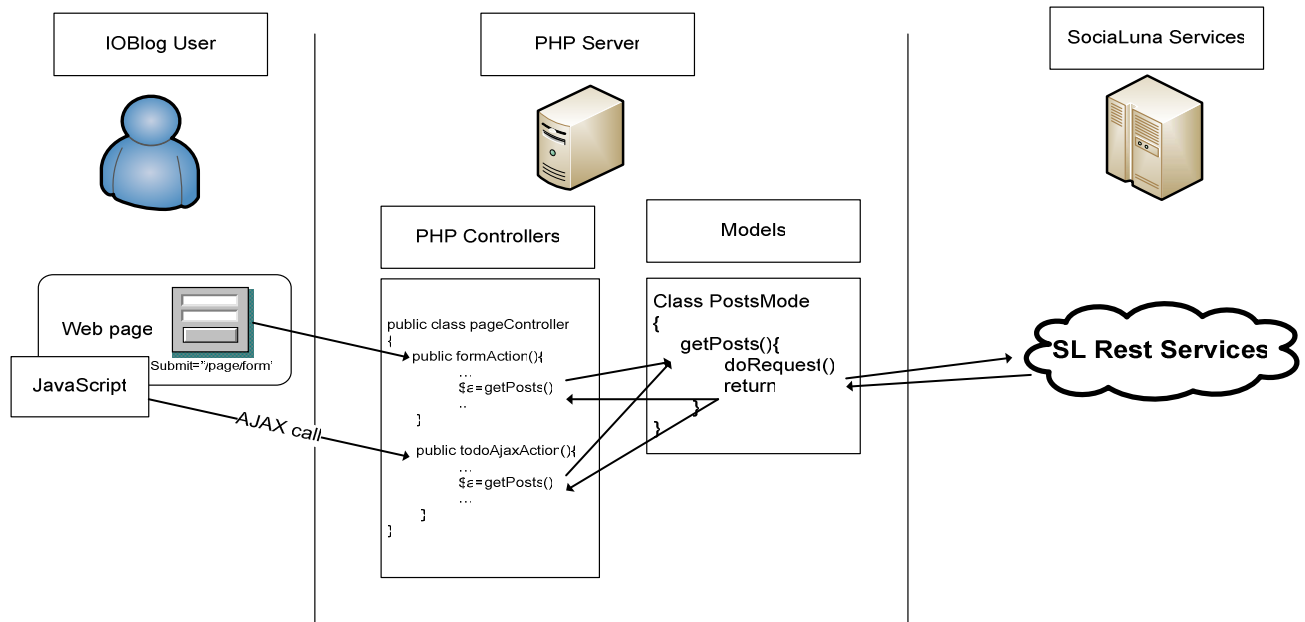 IOBlog User
PHP Server
SociaLuna Services
PHP Controllers
Models
Web page
Submit="/page/form'
JavaScript
AJAX call
public class pageController
{
public formAction(){
...
$a=getPosts()
..
}
public todoAjaxAction(){
...
$a=getPosts()
...
}
}
Class PostsMode
{
getPosts(){
doRequest()
return
}
}
SL Rest Services